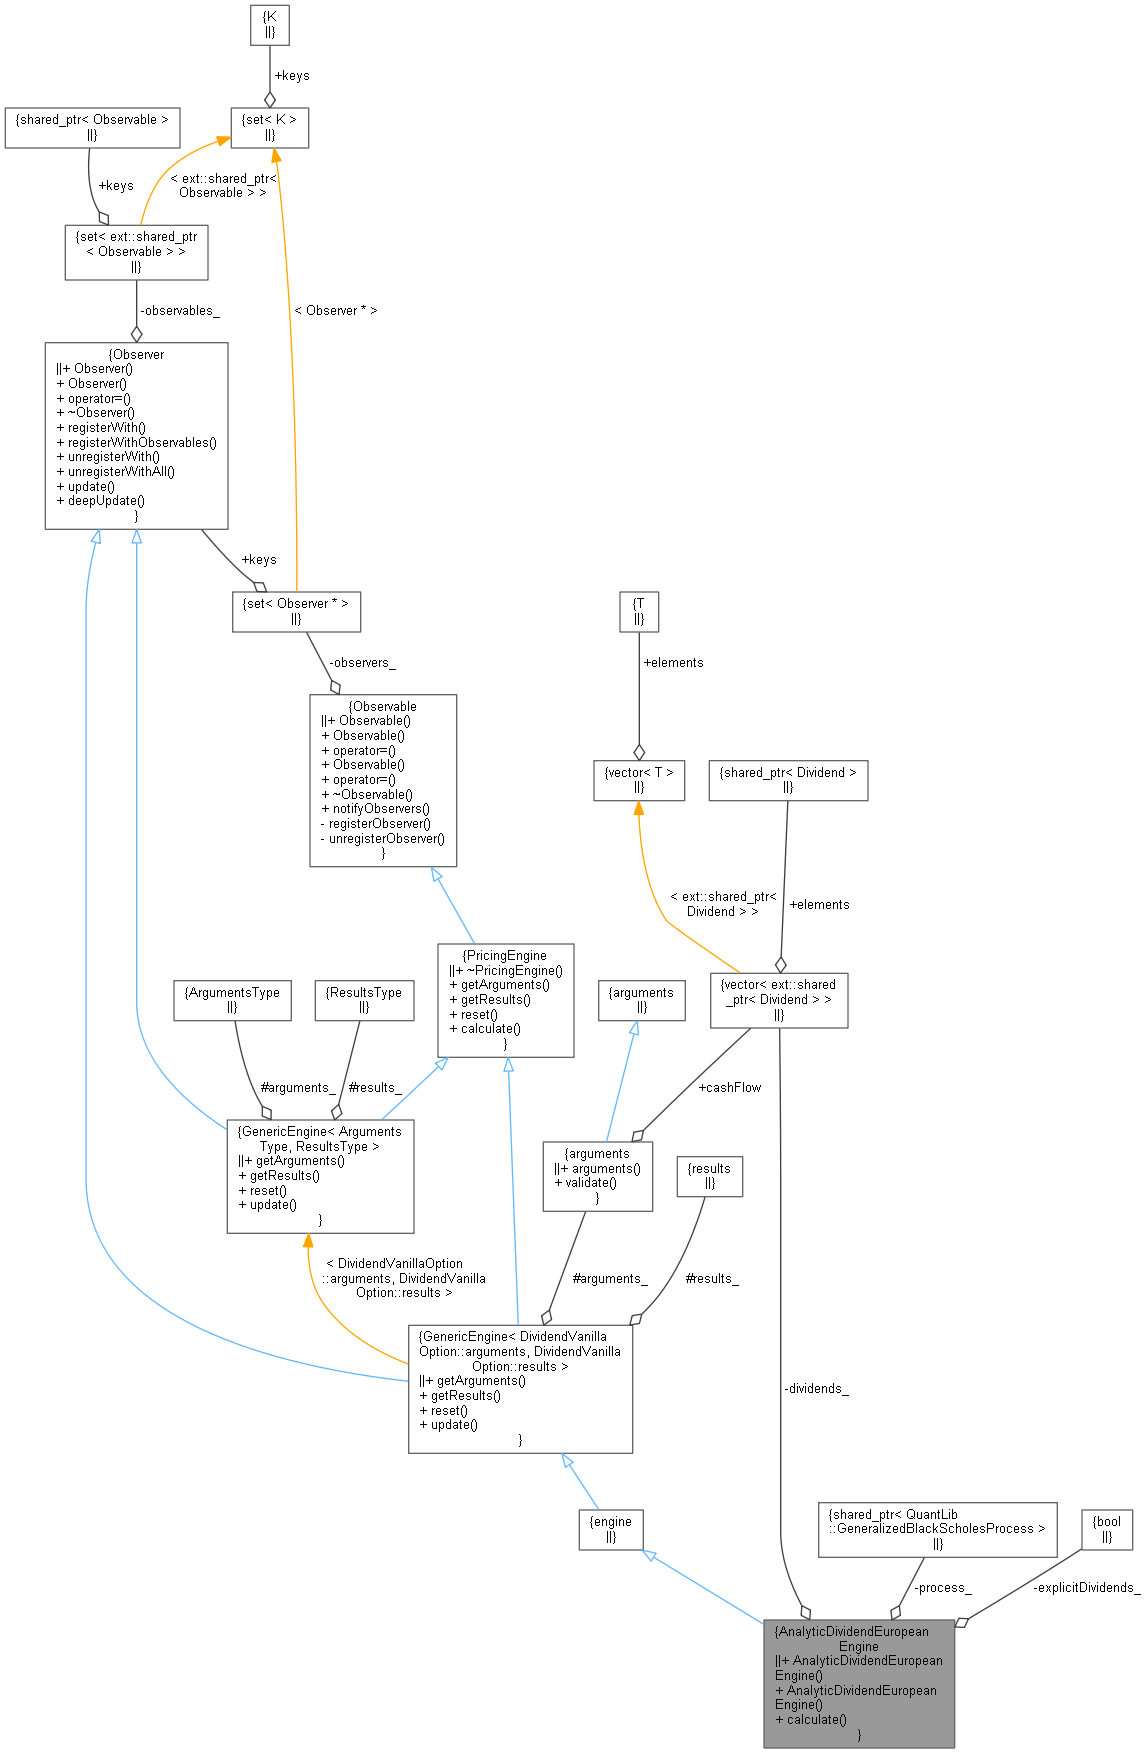 {K
||}
+keys
{shared_ptr< Observable >
||}
{set< K >
||}
< ext::shared_ptr<
Observable > >
+keys
{set< ext::shared_ptr
< Observable > >
||}
-observables_
< Observer * >
{Observer
||+ Observer()
+ Observer()
+ operator=()
+ ~Observer()
+ registerWith()
+ registerWithObservables()
+ unregisterWith()
+ unregisterWithAll()
+ update()
+ deepUpdate()
}
+keys
{set< Observer * >
||}
{T
||}
-observers_
+elements
{Observable
||+ Observable()
+ Observable()
+ operator=()
+ Observable()
+ operator=()
+ ~Observable()
+ notifyObservers()
- registerObserver()
- unregisterObserver()
}
{vector< T >
||}
{shared_ptr< Dividend >
||}
< ext::shared_ptr<
Dividend > >
+elements
{PricingEngine
||+ ~PricingEngine()
+ getArguments()
+ getResults()
+ reset()
+ calculate()
}
{ArgumentsType
||}
{ResultsType
||}
{arguments
||}
{vector< ext::shared
_ptr< Dividend > >
||}
#arguments_
#results_
+cashFlow
{GenericEngine< Arguments
Type, ResultsType >
||+ getArguments()
+ getResults()
+ reset()
+ update()
}
{arguments
||+ arguments()
+ validate()
}
{results
||}
< DividendVanillaOption
::arguments, DividendVanilla
Option::results >
#arguments_
#results_
{GenericEngine< DividendVanilla
Option::arguments, DividendVanilla
Option::results >
||+ getArguments()
+ getResults()
+ reset()
+ update()
}
-dividends_
{engine
||}
{shared_ptr< QuantLib
::GeneralizedBlackScholesProcess >
||}
{bool
||}
-process_
-explicitDividends_
{AnalyticDividendEuropean
Engine
||+ AnalyticDividendEuropean
Engine()
+ AnalyticDividendEuropean
Engine()
+ calculate()
}